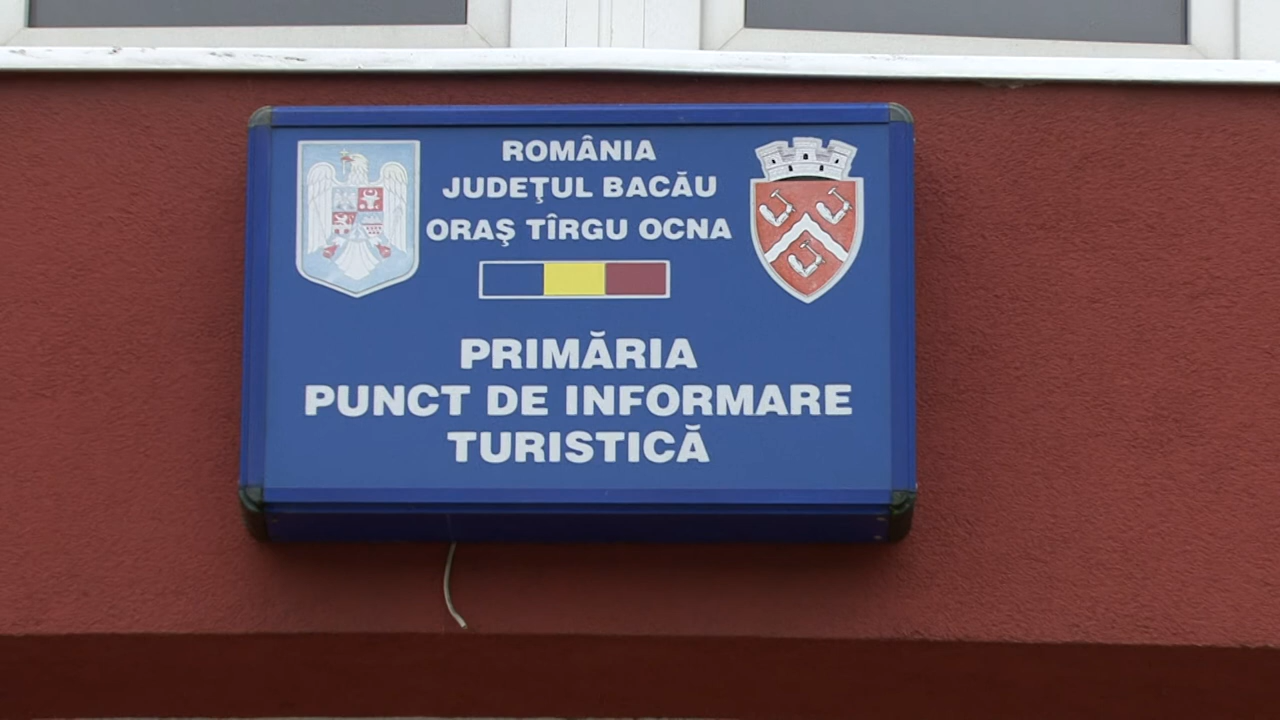 ROMÂNIA
JUDEŢUL BACĂU
ORAŞ TÎRGU OCNA
PRIMĂRIA
PUNCT DE INFORMARE
TURISTICĂ